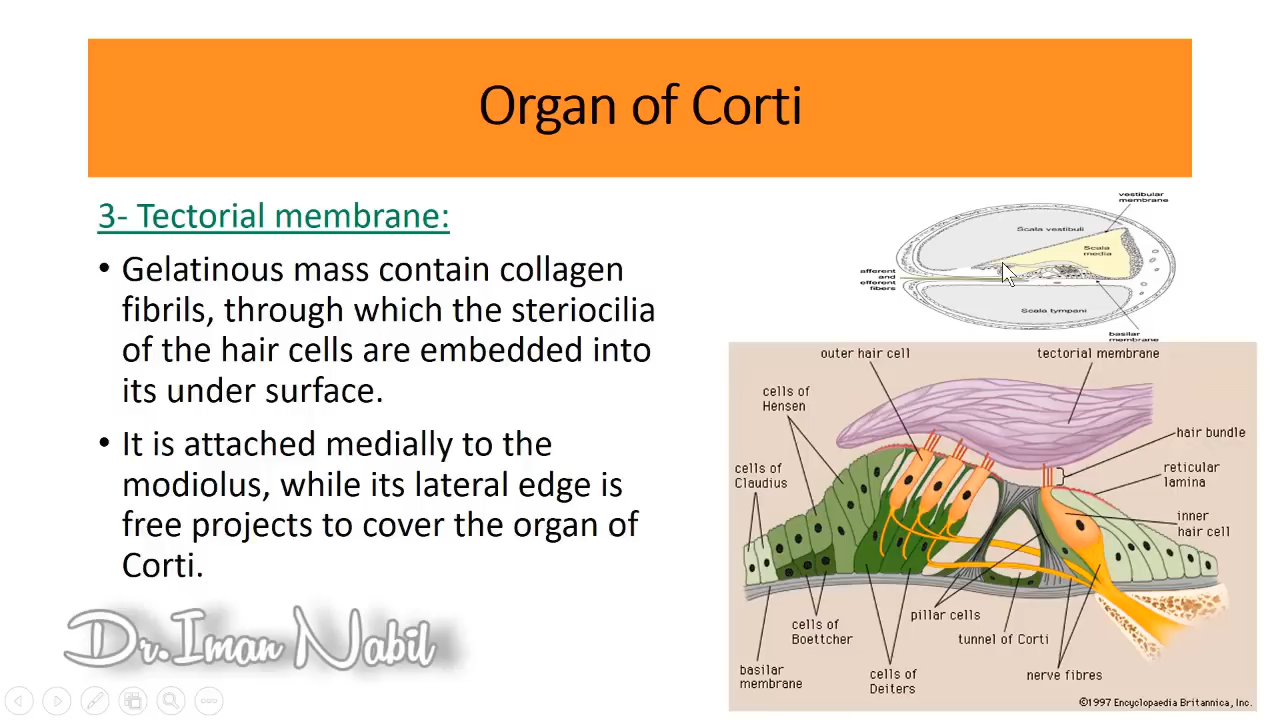 Organ of Corti
3- Tectorial membrane:
• Gelatinous mass contain collagen
fibrils, through which the steriocilia
of the hair cells are embedded into
its under surface.
• It is attached medially to the
modiolus, while its lateral edge is
free projects to cover the organ of
Corti.
Dr.Iman Nabil
vestibular
membrane
Scala vestibuli
Scala
media
afferent
and
efferent
fibers
Scala tympani
basilar
membrane
outer hair cell
tectorial membrane
cells of
Hensen
hair bundle
cells of
Claudius
reticular
lamina
inner
hair cell
pillar cells
cells of
Boettcher
tunnel of Corti
basilar
membrane
cells of
Deiters
nerve fibres
©1997 Encyclopaedia Britannica, Inc.